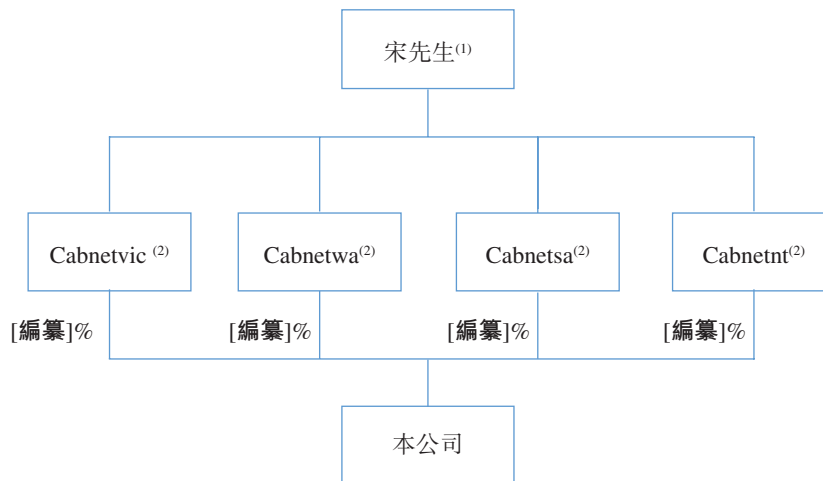 宋先生(1)
Cabnetvic (2)
Cabnetwa(2)
Cabnetsa(2)
Cabnetnt(2)
[編纂]%
[編纂]%
[編纂]%
[編纂]%
本公司